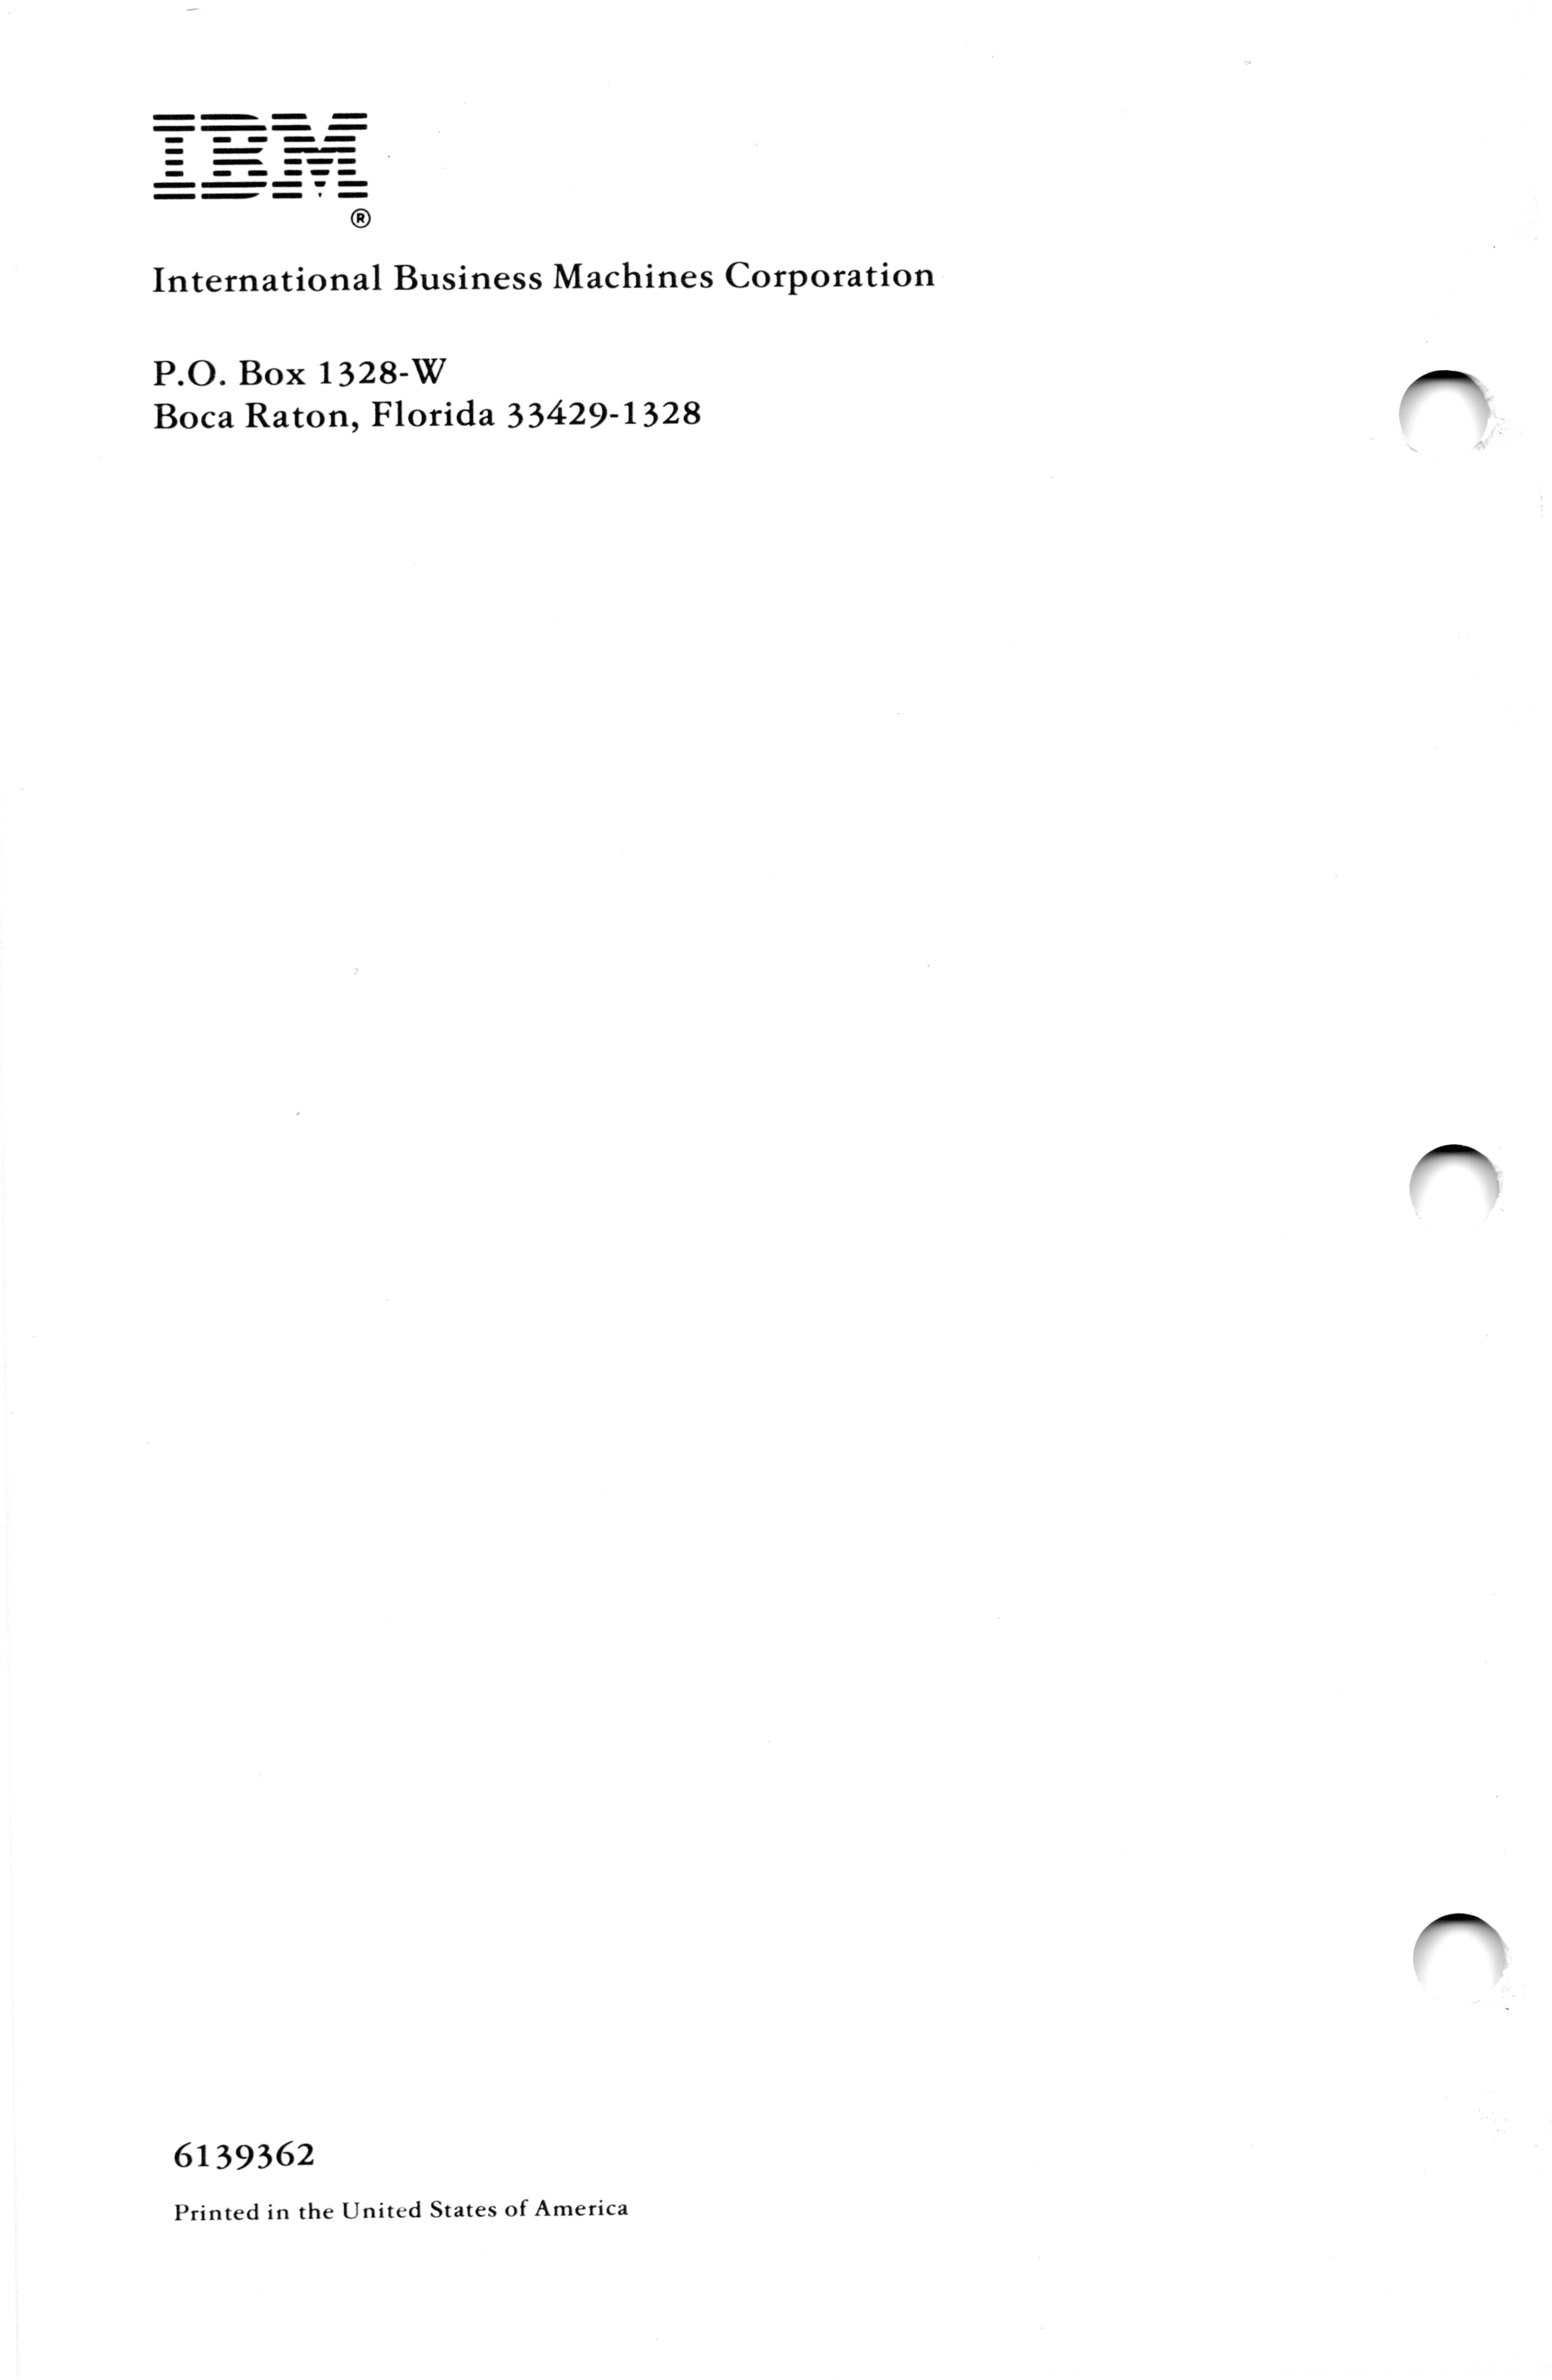 IBM
®
International Business Machines Corporation
P.O. Box 1328-W
Boca Raton, Florida 33429-1328
6139362
Printed in the United States of America